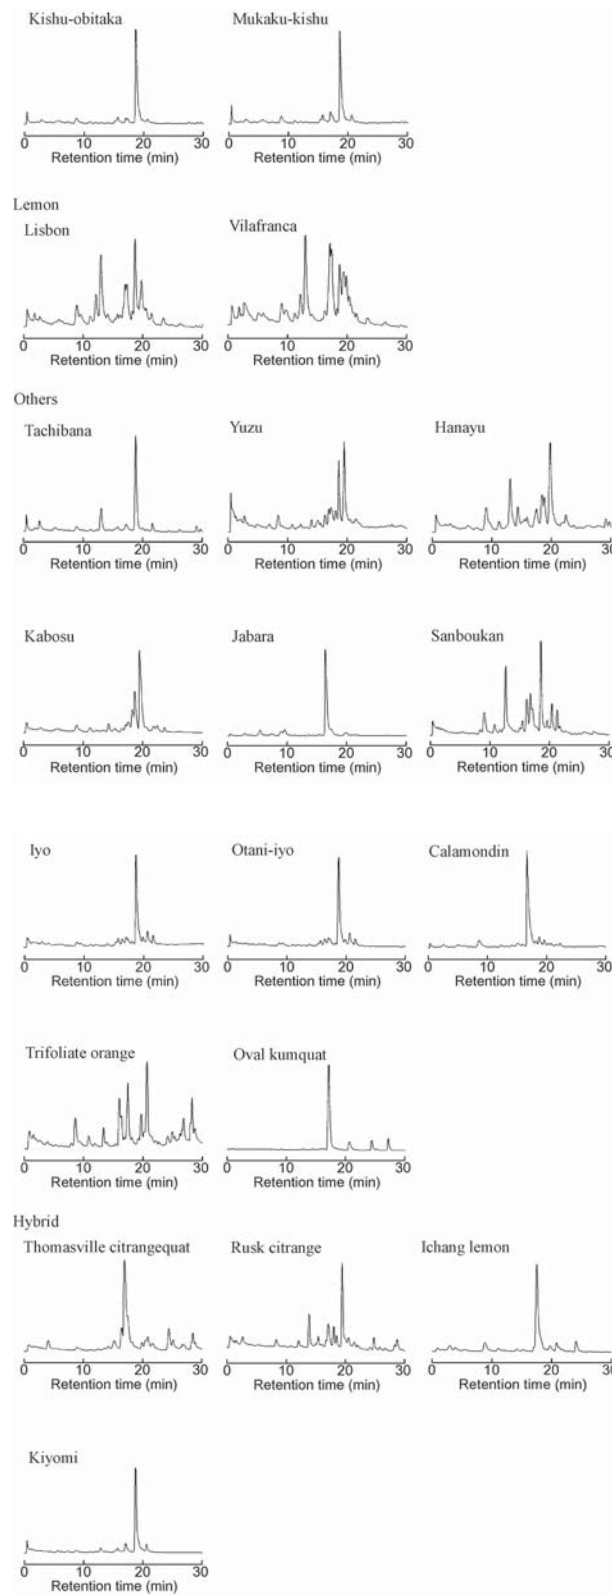 Kishu-obitaka Mukaku-kishu
0 10 20 30 0 10 20 30
Retention time (min) Retention time (min)
Lemon
Lisbon Vilafranca
0 10 20 30 0 10 20 30
Retention time (min) Retention time (min)
Others
Tachibana Yuzu Hanayu
0 10 20 30 0 10 20 30 0 10 20 30
Retention time (min) Retention time (min) Retention time (min)
Kabosu Jabara Sanboukan
0 10 20 30 0 10 20 30 0 10 20 30
Retention time (min) Retention time (min) Retention time (min)
Iyo Otani-iyo Calamondin
0 10 20 30 0 10 20 30 0 10 20 30
Retention time (min) Retention time (min) Retention time (min)
Trifoliate orange Oval kumquat
0 10 20 30 0 10 20 30
Retention time (min) Retention time (min)
Hybrid
Thomasville citrangequat Rusk citrange Ichang lemon
0 10 20 30 0 10 20 30 0 10 20 30
Retention time (min) Retention time (min) Retention time (min)
Kiyomi
0 10 20 30
Retention time (min)